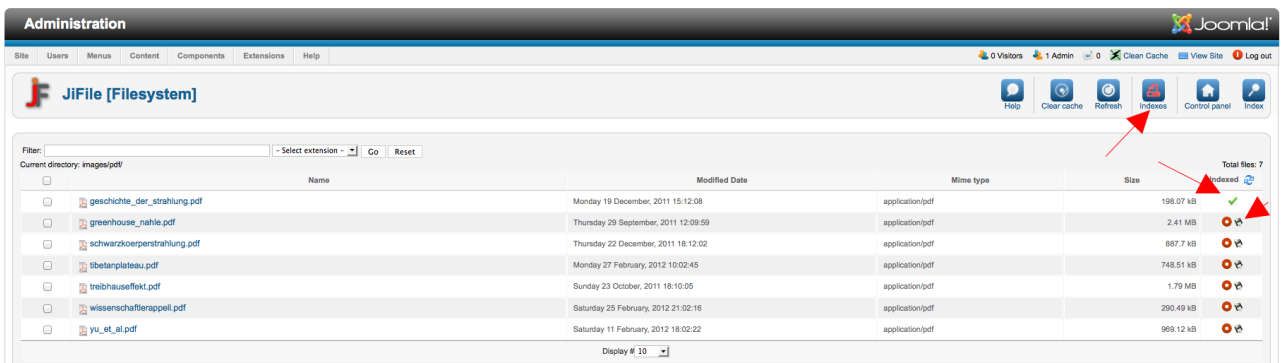 Administration Joomla!
Site Users Menus Content Components Extensions Help 0 Visitors 1 Admin 0 Clean Cache View Site Log out
jF JiFile [Filesystem] Help Clear cache Refresh Indexes Control panel Index
Filter: - Select extension - Go Reset
Current directory: images/pdf/ Total files: 7
Name Modified Date Mime type Size Indexed
geschichte_der_strahlung.pdf Monday 19 December, 2011 15:12:08 application/pdf 198.07 kB
greenhouse_nahle.pdf Thursday 29 September, 2011 12:09:59 application/pdf 2.41 MB
schwarzkoerperstrahlung.pdf Thursday 22 December, 2011 18:12:02 application/pdf 887.7 kB
tibetanplateau.pdf Monday 27 February, 2012 10:02:45 application/pdf 748.51 kB
treibhauseffekt.pdf Sunday 23 October, 2011 18:10:05 application/pdf 1.79 MB
wissenschaftlerappell.pdf Saturday 25 February, 2012 21:02:16 application/pdf 290.49 kB
yu_et_al.pdf Saturday 11 February, 2012 18:02:22 application/pdf 969.12 kB
Display # 10